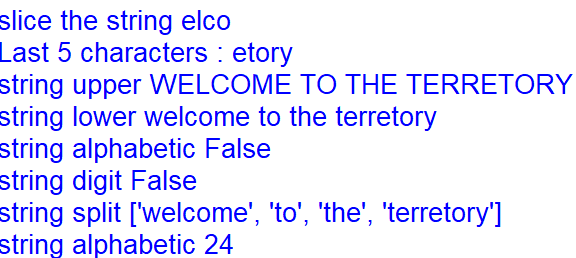 slice the string elco
Last 5 characters : etory
string upper WELCOME TO THE TERRETORY
string lower welcome to the terretory
string alphabetic False
string digit False
string split ['welcome', 'to', 'the', 'terretory']
string alphabetic 24